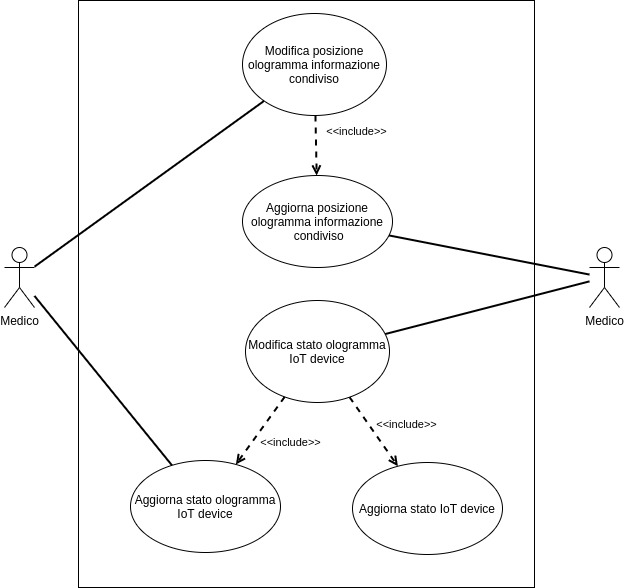 Modifica posizione
ologramma informazione
condiviso
<<include>>
Aggiorna posizione
ologramma informazione
condiviso
Medico
Medico
Modifica stato ologramma
IoT device
<<include>>
<<include>>
Aggiorna stato ologramma
IoT device
Aggiorna stato IoT device